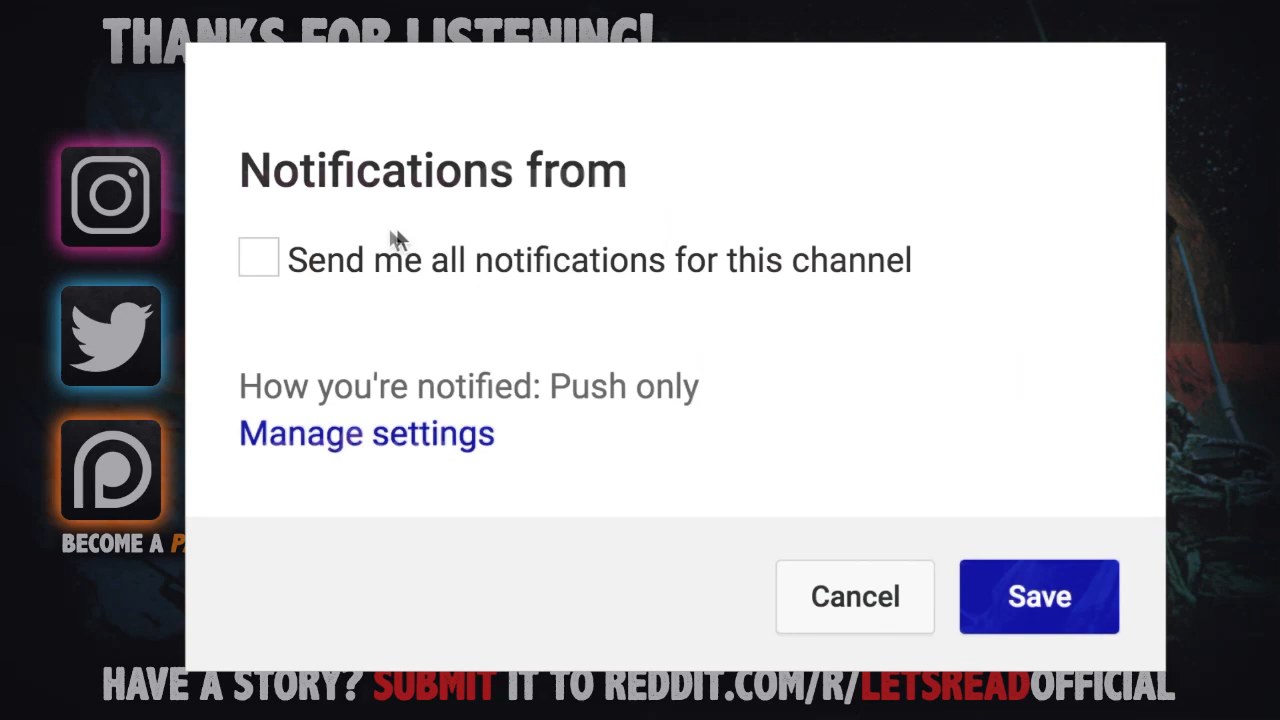 THANKS FOR LISTENING!
Notifications from
Send me all notifications for this channel
How you're notified: Push only
Manage settings
BECOME A
Cancel
Save
HAVE A STORY? SUBMIT IT TO REDDIT.COM/R/LETSREADOFFICIAL